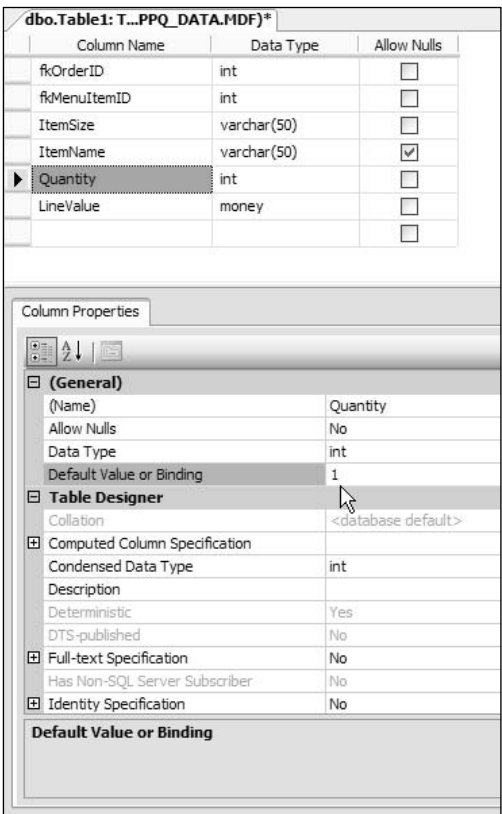 dbo.Table1: T...PPQ_DATA.MDF)*
Column Name Data Type Allow Nulls
fkOrderID int
fkMenuItemID int
ItemSize varchar(50)
ItemName varchar(50)
Quantity int
LineValue money
Column Properties
(General)
(Name) Quantity
Allow Nulls No
Data Type int
Default Value or Binding 1
Table Designer
Collation <database default>
Computed Column Specification
Condensed Data Type int
Description
Deterministic Yes
DTS-published No
Full-text Specification No
Has Non-SQL Server Subscriber No
Identity Specification No
Default Value or Binding